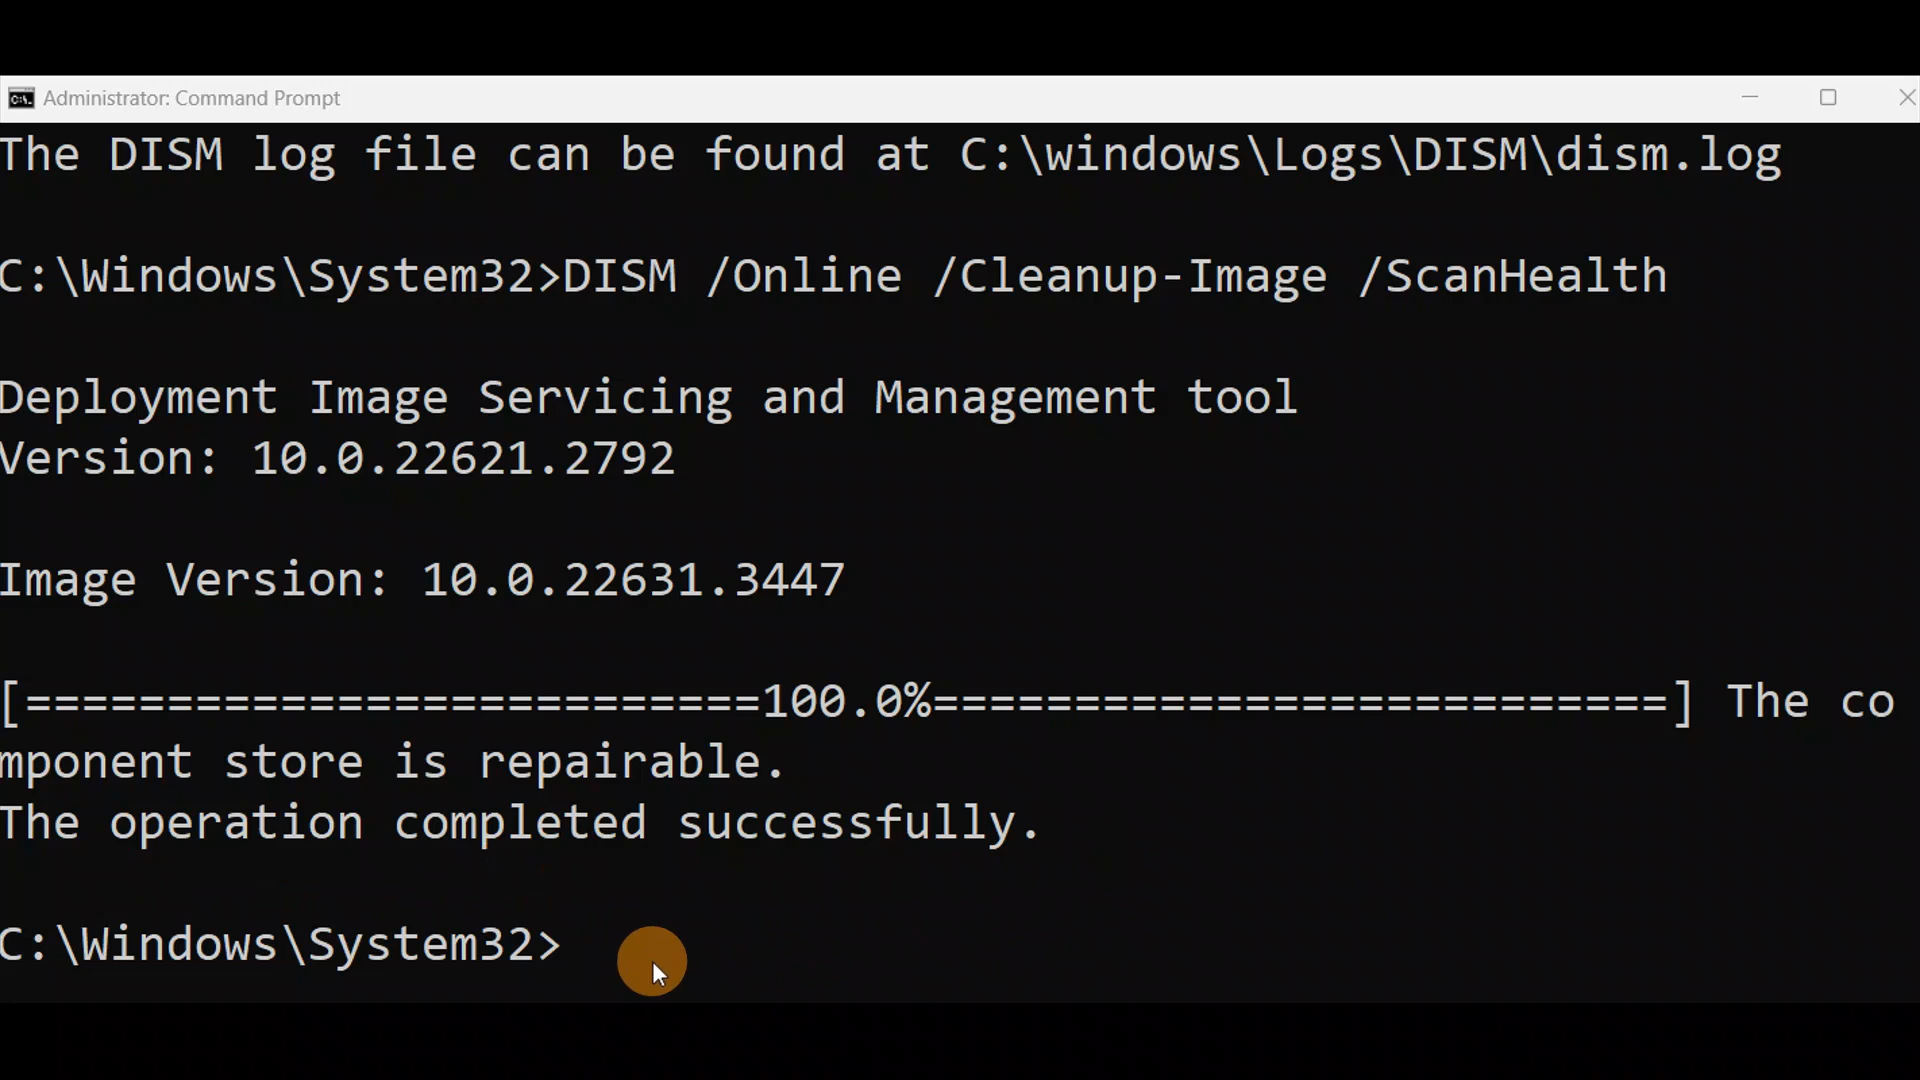 Administrator: Command Prompt
The DISM log file can be found at C:\windows\Logs\DISM\dism.log
C:\Windows\System32>DISM /Online /Cleanup-Image /ScanHealth
Deployment Image Servicing and Management tool
Version: 10.0.22621.2792
Image Version: 10.0.22631.3447
[==========================100.0%==========================] The co
mponent store is repairable.
The operation completed successfully.
C:\Windows\System32>